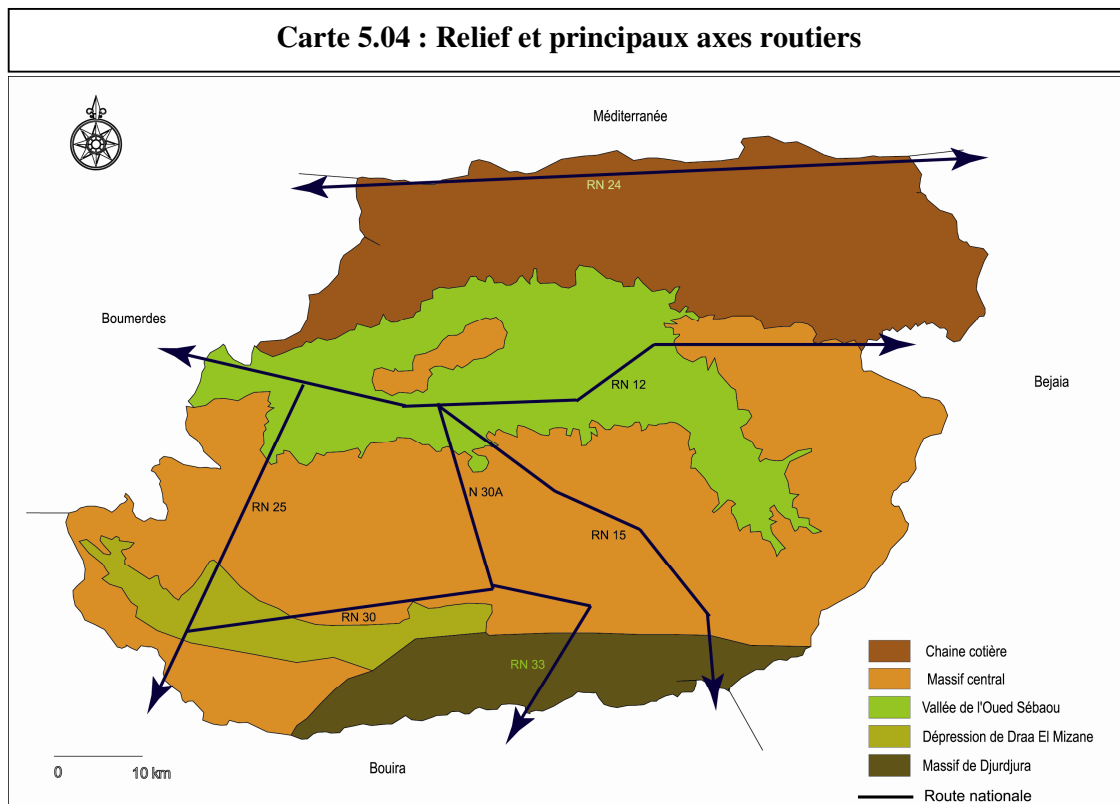 Carte 5.04 : Relief et principaux axes routiers
Méditerranée
RN 24
Boumerdes
RN 12
Bejaia
N 30A
RN 25
RN 15
RN 30
RN 33
Chaine cotière
Massif central
Vallée de l'Oued Sébaou
Dépression de Draa El Mizane
Massif de Djurdjura
Route nationale
0 10 km
Bouira